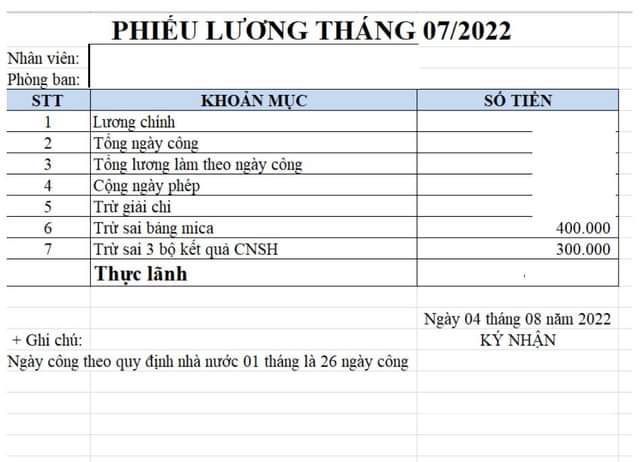 PHIẾU LƯƠNG THÁNG 07/2022
Nhân viên:
Phòng ban:
STT KHOẢN MỤC SỐ TIỀN
1 Lương chính
2 Tổng ngày công
3 Tổng lương làm theo ngày công
4 Cộng ngày phép
5 Trừ giải chi
6 Trừ sai bảng mica 400.000
7 Trừ sai 3 bộ kết quả CNSH 300.000
Thực lãnh
Ngày 04 tháng 08 năm 2022
+ Ghi chú: KÝ NHẬN
Ngày công theo quy định nhà nước 01 tháng là 26 ngày công